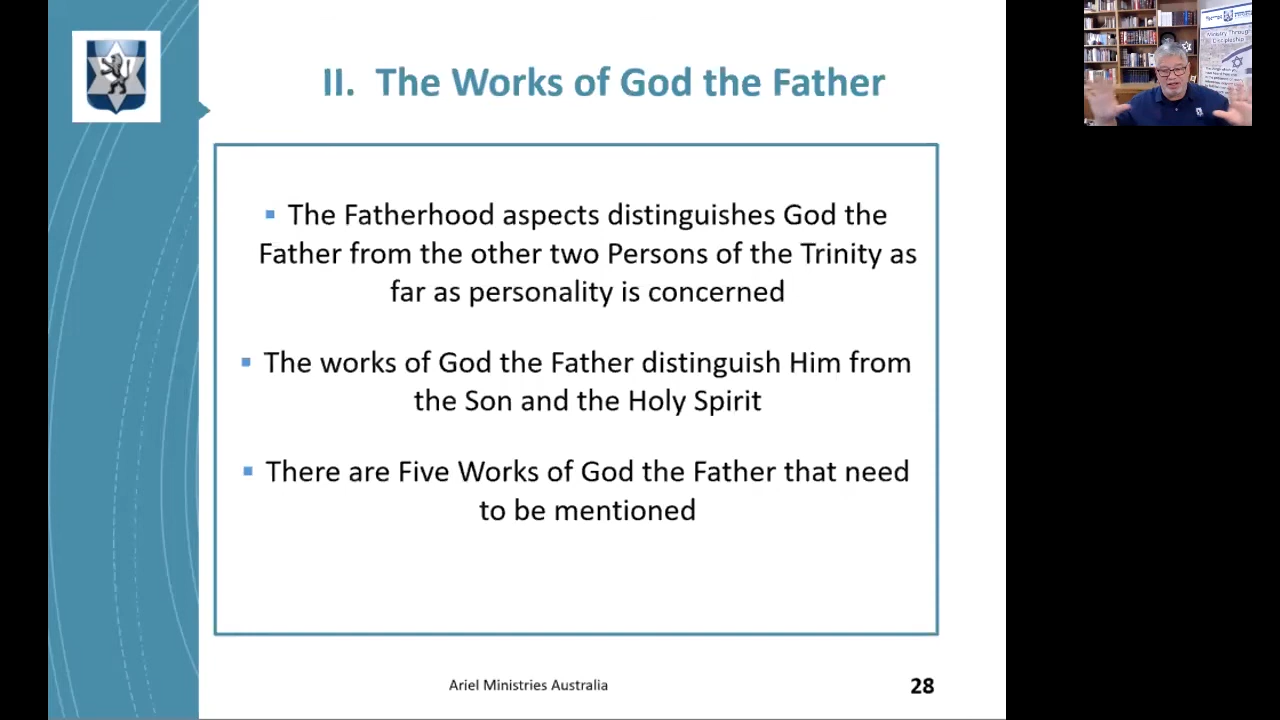 II. The Works of God the Father
▪ The Fatherhood aspects distinguishes God the
Father from the other two Persons of the Trinity as
far as personality is concerned
▪ The works of God the Father distinguish Him from
the Son and the Holy Spirit
▪ There are Five Works of God the Father that need
to be mentioned
Ariel Ministries Australia
28
Ministry Through
Discipleship